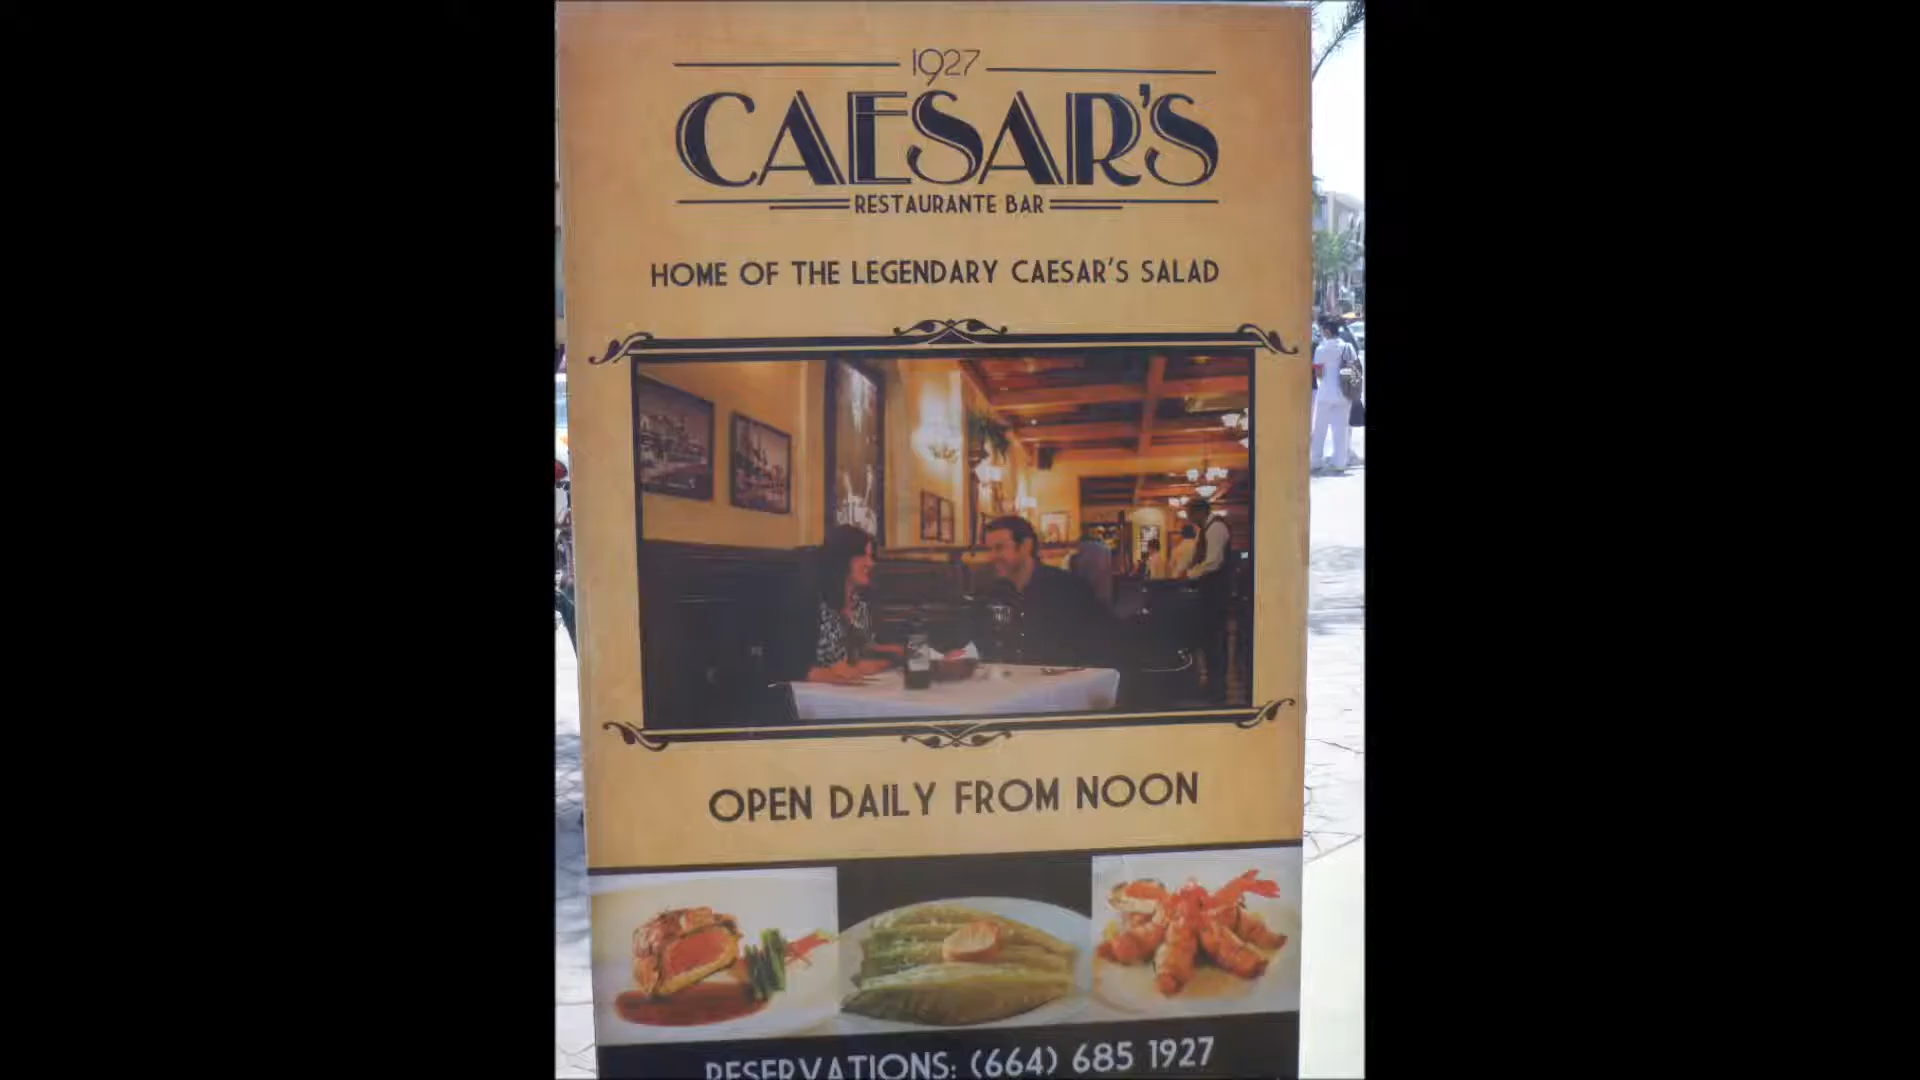 1927
CAESAR'S
RESTAURANTE BAR
HOME OF THE LEGENDARY CAESAR'S SALAD
OPEN DAILY FROM NOON
RESERVATIONS: (664) 685 1927